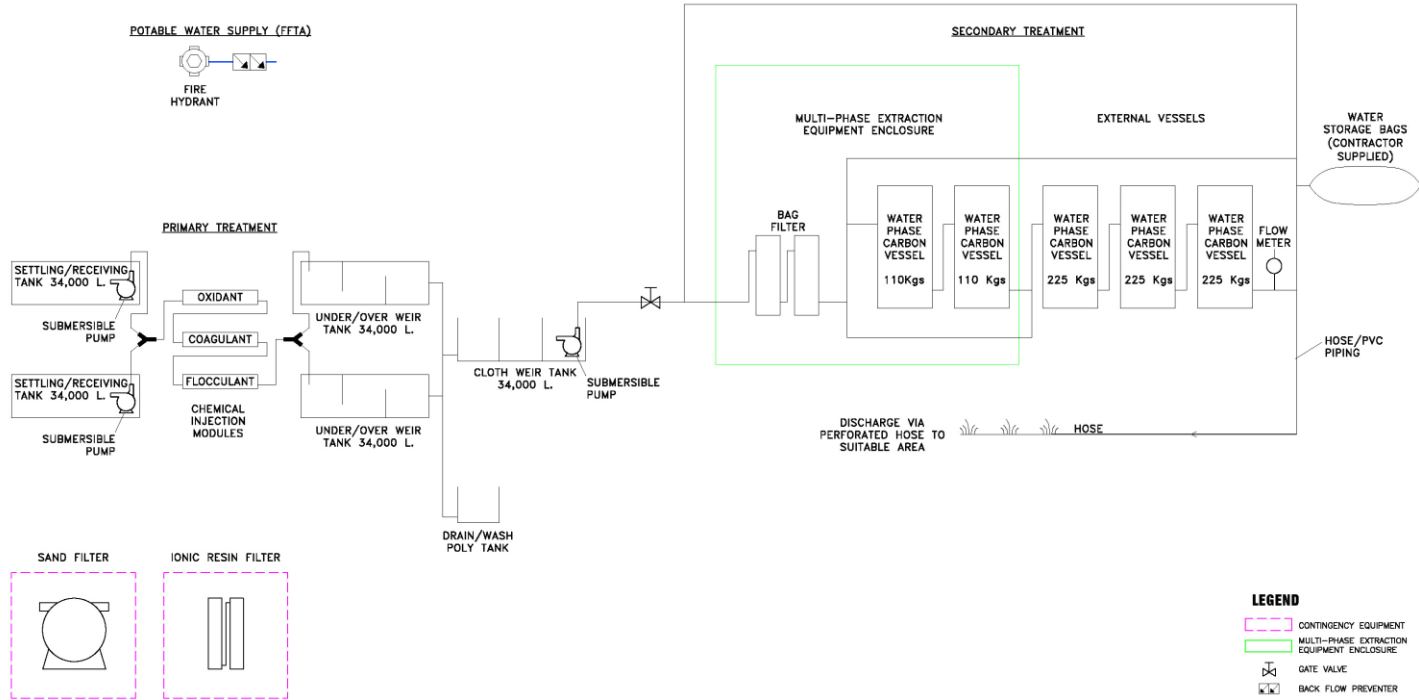 POTABLE WATER SUPPLY (FFTA)
FIRE
HYDRANT
SECONDARY TREATMENT
MULTI-PHASE EXTRACTION
EQUIPMENT ENCLOSURE
EXTERNAL VESSELS
WATER
STORAGE BAGS
(CONTRACTOR
SUPPLIED)
BAG
FILTER
WATER
PHASE
CARBON
VESSEL
110Kgs
WATER
PHASE
CARBON
VESSEL
110 Kgs
WATER
PHASE
CARBON
VESSEL
225 Kgs
WATER
PHASE
CARBON
VESSEL
225 Kgs
WATER
PHASE
CARBON
VESSEL
225 Kgs
FLOW
METER
PRIMARY TREATMENT
SETTLING/RECEIVING
TANK 34,000 L.
SUBMERSIBLE
PUMP
OXIDANT
COAGULANT
FLOCCULANT
CHEMICAL
INJECTION
MODULES
SETTLING/RECEIVING
TANK 34,000 L.
SUBMERSIBLE
PUMP
UNDER/OVER WEIR
TANK 34,000 L.
UNDER/OVER WEIR
TANK 34,000 L.
CLOTH WEIR TANK
34,000 L.
SUBMERSIBLE
PUMP
HOSE/PVC
PIPING
DISCHARGE VIA
PERFORATED HOSE TO
SUITABLE AREA
HOSE
DRAIN/WASH
POLY TANK
SAND FILTER
IONIC RESIN FILTER
LEGEND
CONTINGENCY EQUIPMENT
MULTI-PHASE EXTRACTION
EQUIPMENT ENCLOSURE
GATE VALVE
BACK FLOW PREVENTER